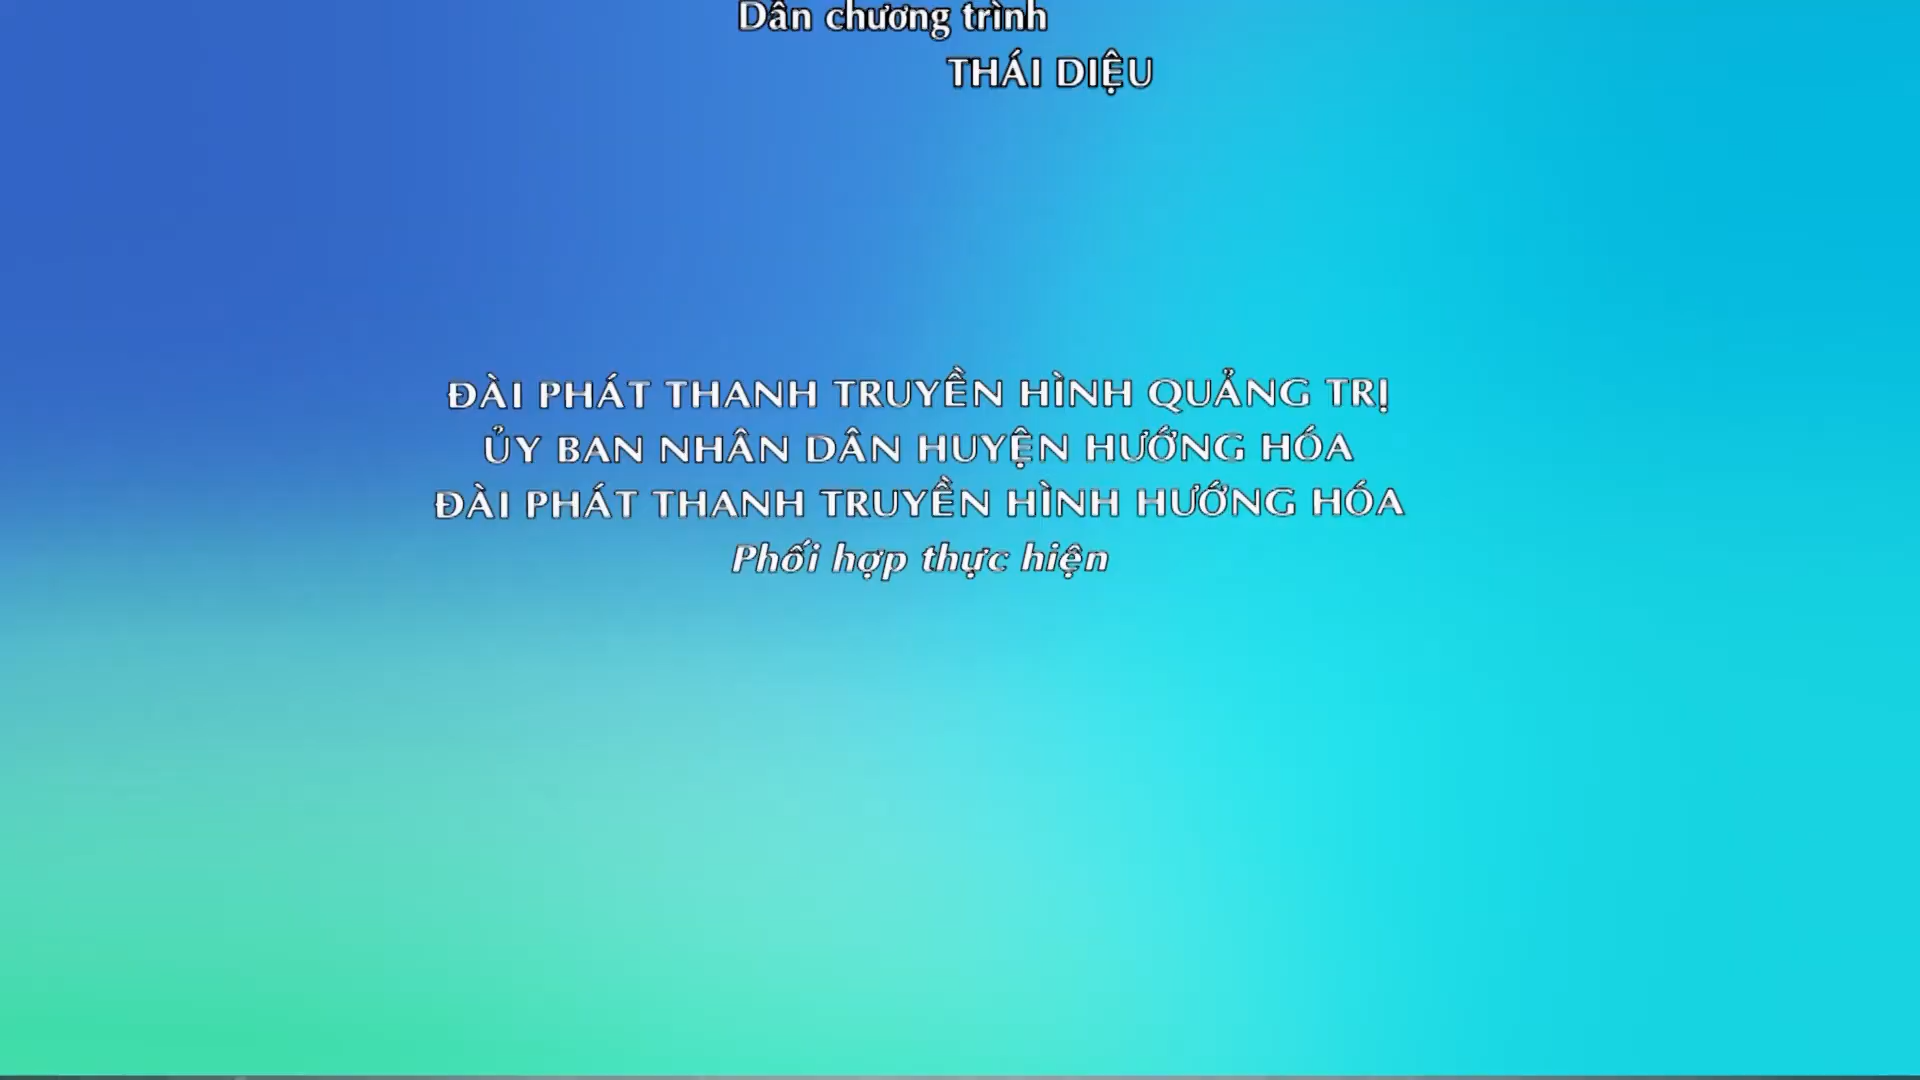 Dẫn chương trình
THÁI DIỆU
ĐÀI PHÁT THANH TRUYỀN HÌNH QUẢNG TRỊ
ỦY BAN NHÂN DÂN HUYỆN HƯỚNG HÓA
ĐÀI PHÁT THANH TRUYỀN HÌNH HƯỚNG HÓA
Phối hợp thực hiện